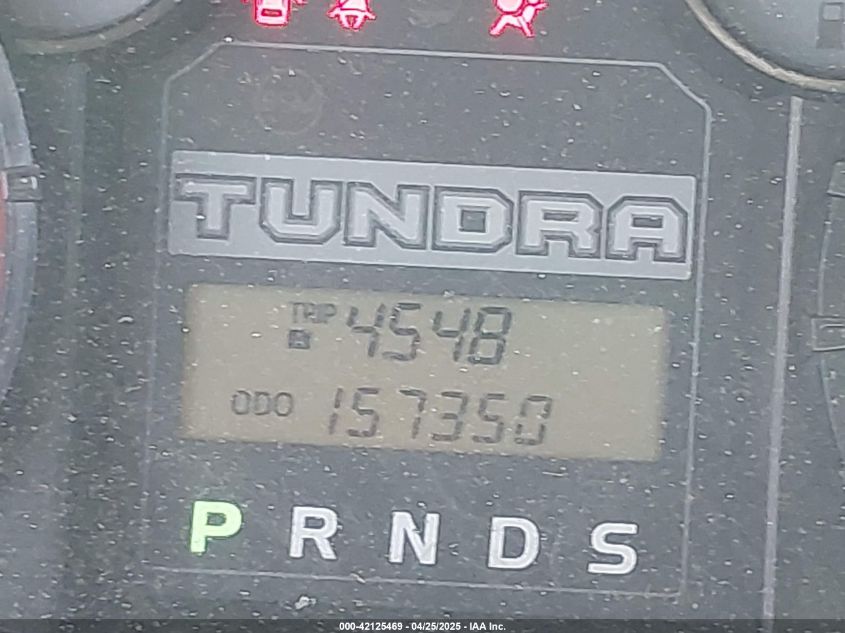 TUNDRA
TRIP 4548
ODO 157350
P R N D S
000-42125469 - 04/25/2025 - IAA Inc.